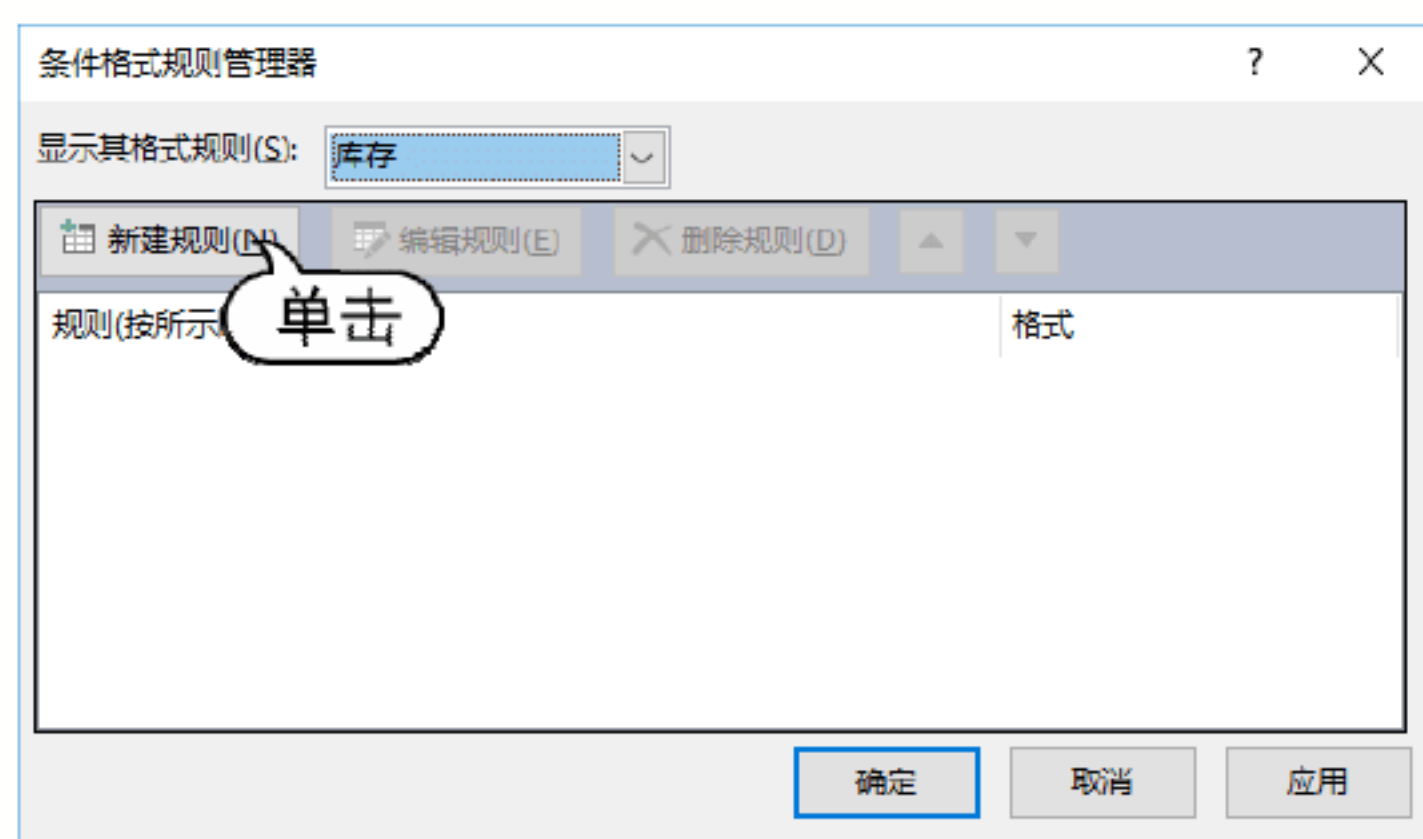 条件格式规则管理器 ?
显示其格式规则(S): 库存
新建规则(N) 编辑规则(E) 删除规则(D)
单击
规则(按所示 格式
确定 取消 应用